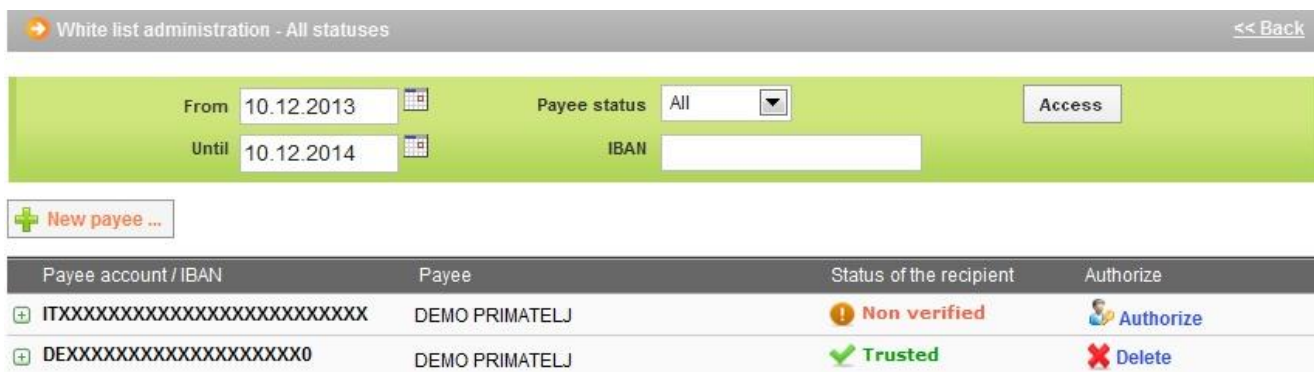 White list administration - All statuses << Back
From 10.12.2013 Payee status All Access
Until 10.12.2014 IBAN
New payee ...
Payee account / IBAN Payee Status of the recipient Authorize
ITXXXXXXXXXXXXXXXXXXXXXXXXX DEMO PRIMATELJ Non verified Authorize
DEXXXXXXXXXXXXXXXXXXX0 DEMO PRIMATELJ Trusted Delete